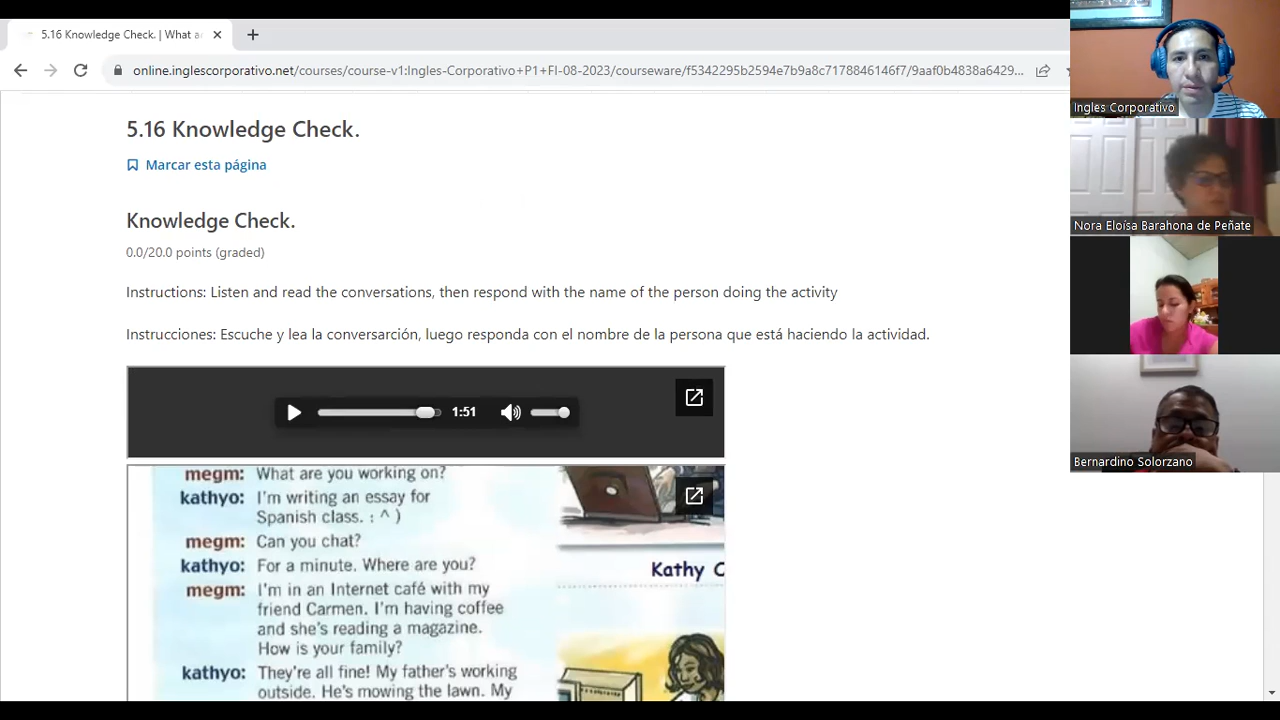 5.16 Knowledge Check. | What a
online.inglescorporativo.net/courses/course-v1:Ingles-Corporativo+P1+FI-08-2023/courseware/f5342295b2594e7b9a8c7178846146f7/9aaf0b4838a6429...
5.16 Knowledge Check.
Marcar esta página
Knowledge Check.
0.0/20.0 points (graded)
Instructions: Listen and read the conversations, then respond with the name of the person doing the activity
Instrucciones: Escuche y lea la conversarción, luego responda con el nombre de la persona que está haciendo la actividad.
1:51
megm: What are you working on?
kathyo: I'm writing an essay for
Spanish class. : ^ )
megm: Can you chat?
kathyo: For a minute. Where are you?
megm: I'm in an Internet café with my
friend Carmen. I'm having coffee
and she's reading a magazine.
How is your family?
kathyo: They're all fine! My father's working
outside. He's mowing the lawn. My
Kathy
Ingles Corporativo
Nora Eloísa Barahona de Peñate
Bernardino Solorzano